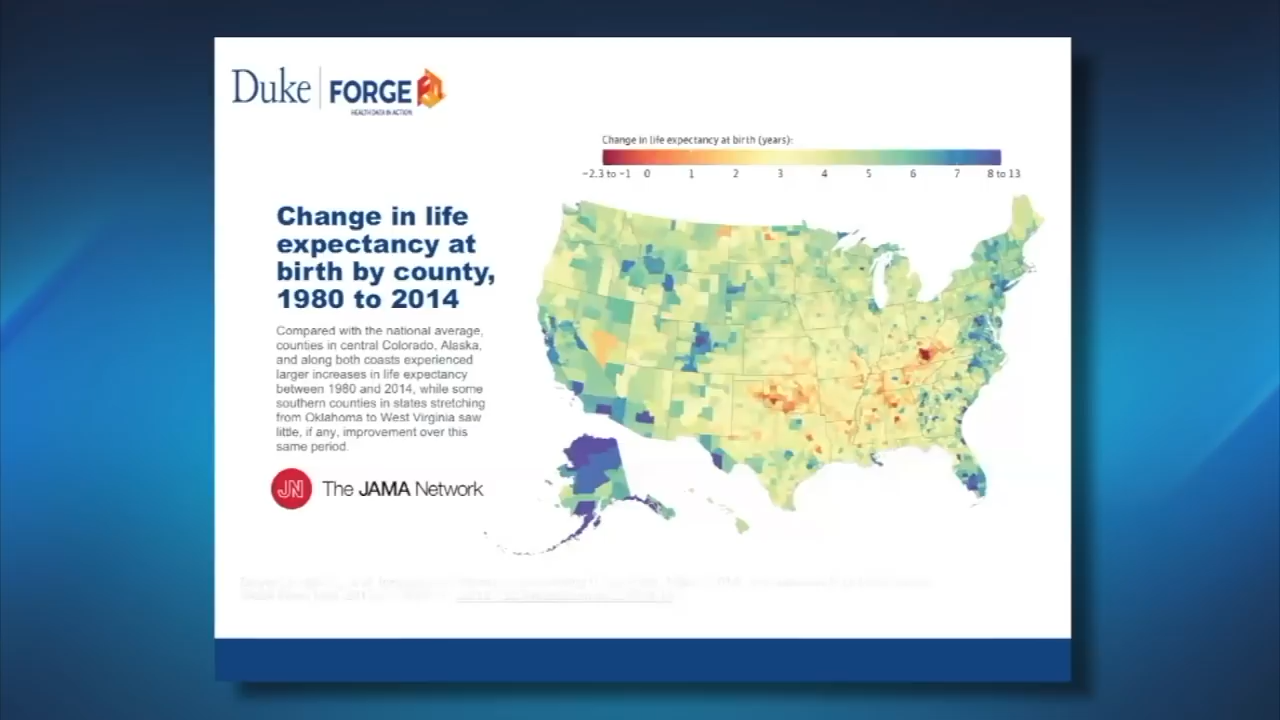 Duke FORGE
HEALTH DATA IN ACTION
Change in life expectancy at birth (years):
−2.3 to −1 0 1 2 3 4 5 6 7 8 to 13
Change in life
expectancy at
birth by county,
1980 to 2014
Compared with the national average,
counties in central Colorado, Alaska,
and along both coasts experienced
larger increases in life expectancy
between 1980 and 2014, while some
southern counties in states stretching
from Oklahoma to West Virginia saw
little, if any, improvement over this
same period.
JN The JAMA Network